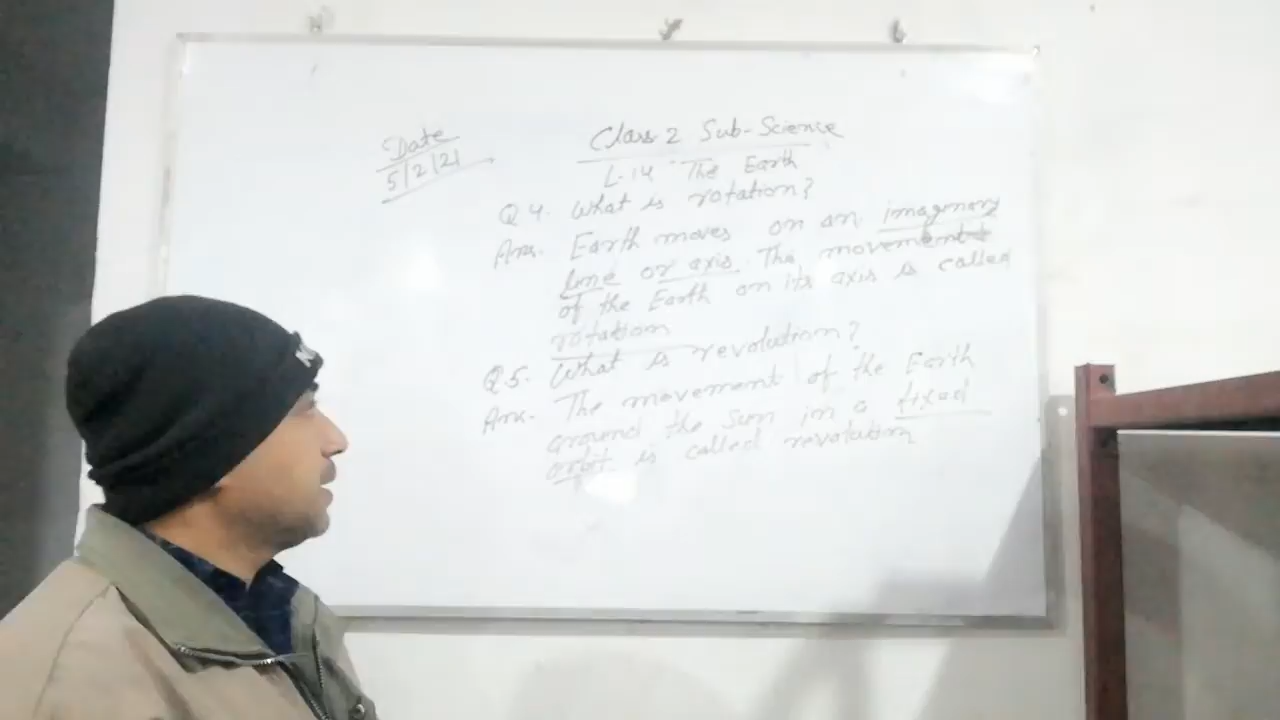 Date
5/2/21
Class 2 Sub-Science
L-14 The Earth
Q4. What is rotation?
Ans. Earth moves on an imaginary
line or axis. The movement
of the Earth on its axis is called
rotation
Q5. What is revolution?
Ans. The movement of the Earth
around the Sun in a fixed
orbit is called revolution